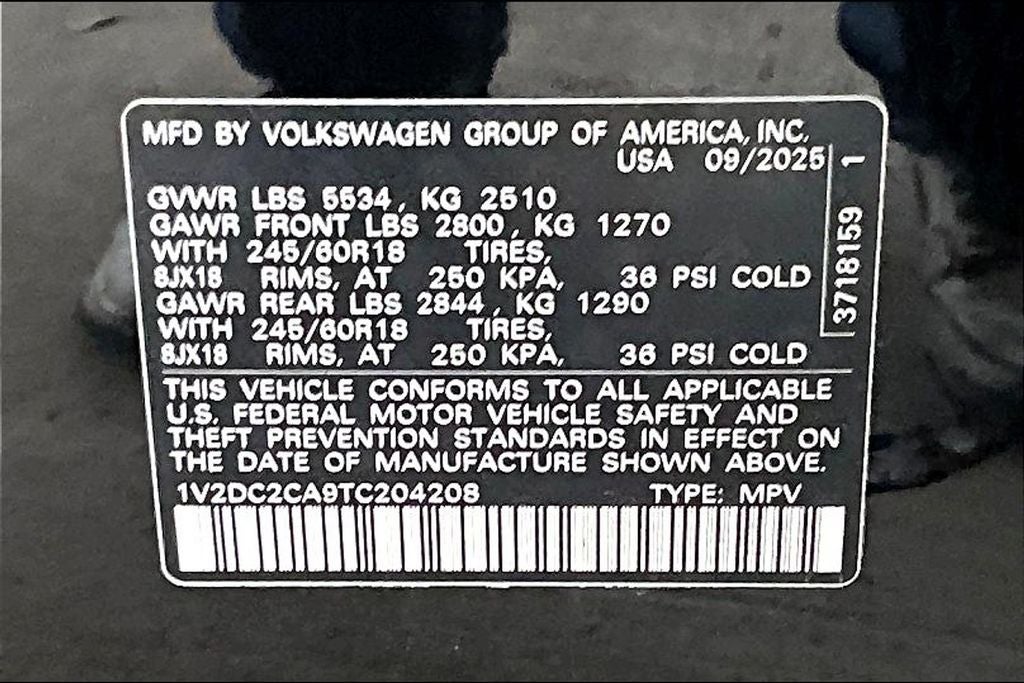 MFD BY VOLKSWAGEN GROUP OF AMERICA, INC.
USA 09/2025
GVWR LBS 5534, KG 2510
GAWR FRONT LBS 2800, KG 1270
WITH 245/60R18 TIRES,
8JX18 RIMS, AT 250 KPA, 36 PSI COLD
GAWR REAR LBS 2844, KG 1290
WITH 245/60R18 TIRES,
8JX18 RIMS, AT 250 KPA, 36 PSI COLD
3718159 1
THIS VEHICLE CONFORMS TO ALL APPLICABLE
U.S. FEDERAL MOTOR VEHICLE SAFETY AND
THEFT PREVENTION STANDARDS IN EFFECT ON
THE DATE OF MANUFACTURE SHOWN ABOVE.
1V2DC2CA9TC204208 TYPE: MPV